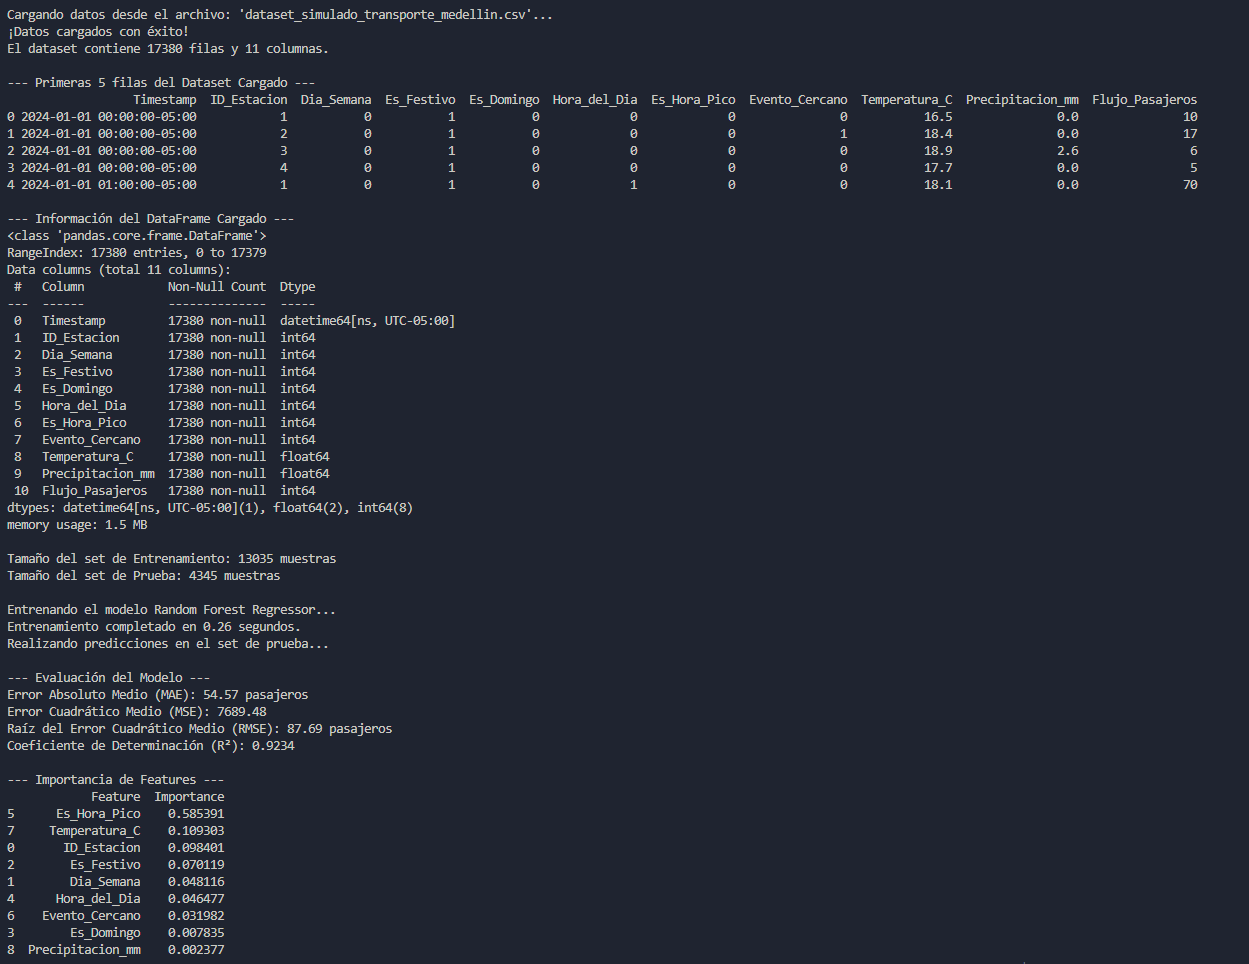 Cargando datos desde el archivo: 'dataset_simulado_transporte_medellin.csv'...
¡Datos cargados con éxito!
El dataset contiene 17380 filas y 11 columnas.

--- Primeras 5 filas del Dataset Cargado ---
                  Timestamp  ID_Estacion  Dia_Semana  Es_Festivo  Es_Domingo  Hora_del_Dia  Es_Hora_Pico  Evento_Cercano  Temperatura_C  Precipitacion_mm  Flujo_Pasajeros
0 2024-01-01 00:00:00-05:00            1           0           1           0             0             0               0           16.5               0.0               10
1 2024-01-01 00:00:00-05:00            2           0           1           0             0             0               1           18.4               0.0               17
2 2024-01-01 00:00:00-05:00            3           0           1           0             0             0               0           18.9               2.6                6
3 2024-01-01 00:00:00-05:00            4           0           1           0             0             0               0           17.7               0.0                5
4 2024-01-01 01:00:00-05:00            1           0           1           0             1             0               0           18.1               0.0               70

--- Información del DataFrame Cargado ---
<class 'pandas.core.frame.DataFrame'>
RangeIndex: 17380 entries, 0 to 17379
Data columns (total 11 columns):
 #   Column            Non-Null Count  Dtype
---  ------            --------------  -----
 0   Timestamp         17380 non-null  datetime64[ns, UTC-05:00]
 1   ID_Estacion       17380 non-null  int64
 2   Dia_Semana        17380 non-null  int64
 3   Es_Festivo        17380 non-null  int64
 4   Es_Domingo        17380 non-null  int64
 5   Hora_del_Dia      17380 non-null  int64
 6   Es_Hora_Pico      17380 non-null  int64
 7   Evento_Cercano    17380 non-null  int64
 8   Temperatura_C     17380 non-null  float64
 9   Precipitacion_mm  17380 non-null  float64
 10  Flujo_Pasajeros   17380 non-null  int64
dtypes: datetime64[ns, UTC-05:00](1), float64(2), int64(8)
memory usage: 1.5 MB

Tamaño del set de Entrenamiento: 13035 muestras
Tamaño del set de Prueba: 4345 muestras

Entrenando el modelo Random Forest Regressor...
Entrenamiento completado en 0.26 segundos.
Realizando predicciones en el set de prueba...

--- Evaluación del Modelo ---
Error Absoluto Medio (MAE): 54.57 pasajeros
Error Cuadrático Medio (MSE): 7689.48
Raíz del Error Cuadrático Medio (RMSE): 87.69 pasajeros
Coeficiente de Determinación (R²): 0.9234

--- Importancia de Features ---
            Feature  Importance
5      Es_Hora_Pico    0.585391
7     Temperatura_C    0.109303
0       ID_Estacion    0.098401
2        Es_Festivo    0.070119
1        Dia_Semana    0.048116
4      Hora_del_Dia    0.046477
6    Evento_Cercano    0.031982
3        Es_Domingo    0.007835
8  Precipitacion_mm    0.002377